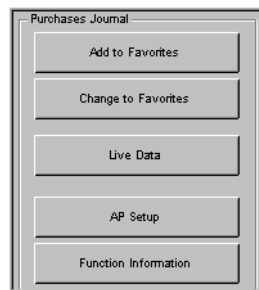 Purchases Journal
Add to Favorites
Change to Favorites
Live Data
AP Setup
Function Information